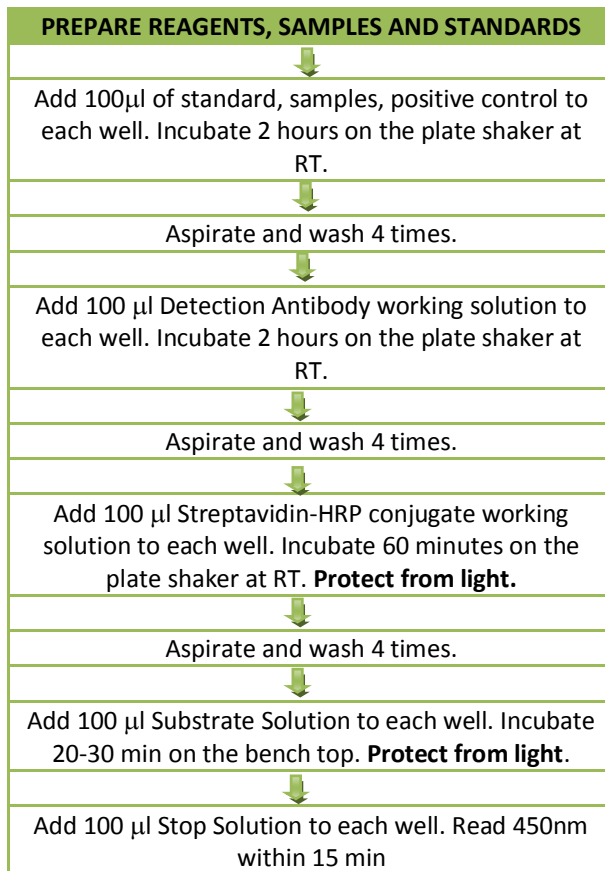 PREPARE REAGENTS, SAMPLES AND STANDARDS
Add 100μl of standard, samples, positive control to
each well. Incubate 2 hours on the plate shaker at
RT.
Aspirate and wash 4 times.
Add 100 μl Detection Antibody working solution to
each well. Incubate 2 hours on the plate shaker at
RT.
Aspirate and wash 4 times.
Add 100 μl Streptavidin-HRP conjugate working
solution to each well. Incubate 60 minutes on the
plate shaker at RT. Protect from light.
Aspirate and wash 4 times.
Add 100 μl Substrate Solution to each well. Incubate
20-30 min on the bench top. Protect from light.
Add 100 μl Stop Solution to each well. Read 450nm
within 15 min